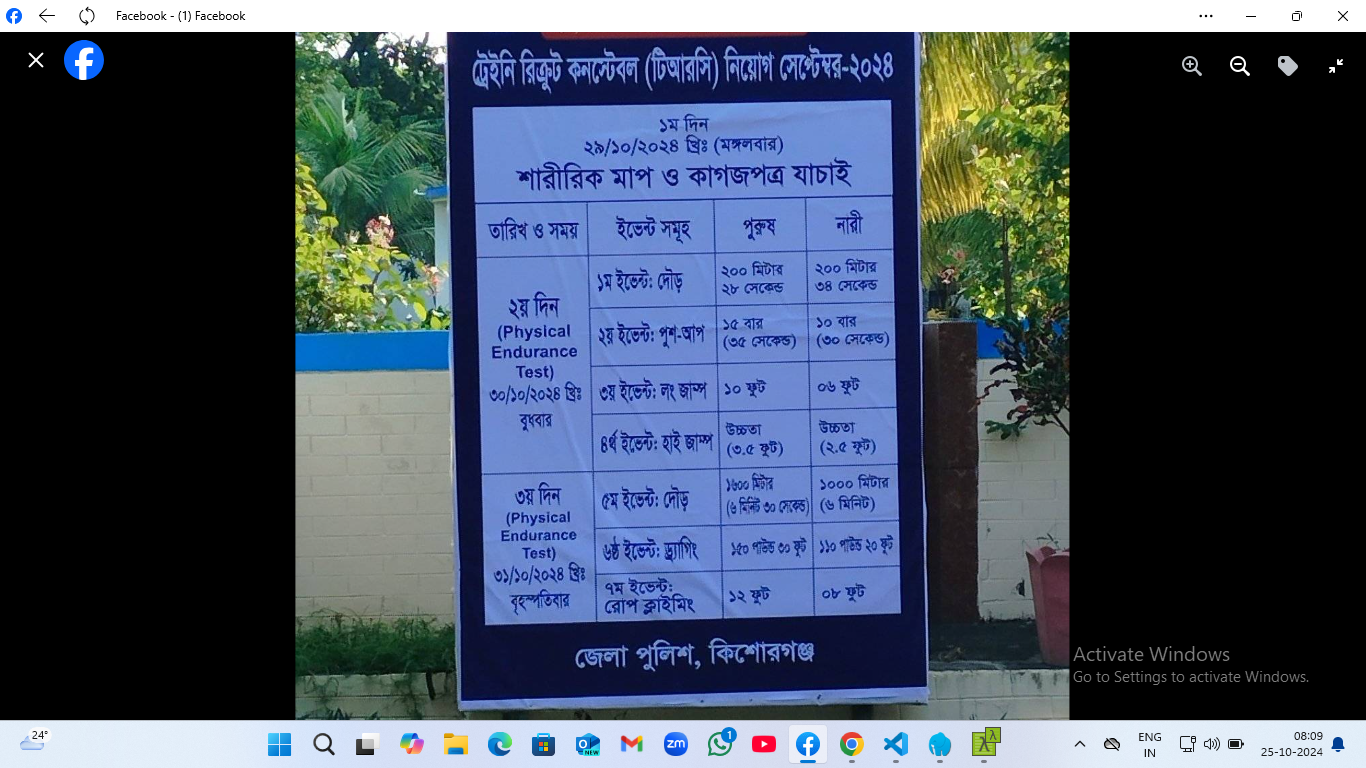 Facebook - (1) Facebook
ট্রেইনি রিক্রুট কনস্টেবল (টিআরসি) নিয়োগ সেপ্টেম্বর-২০২৪
১ম দিন
২৯/১০/২০২৪ খ্রিঃ (মঙ্গলবার)
শারীরিক মাপ ও কাগজপত্র যাচাই
তারিখ ও সময় ইভেন্ট সমূহ পুরুষ নারী
২য় দিন
(Physical
Endurance
Test)
৩০/১০/২০২৪ খ্রিঃ
বুধবার
১ম ইভেন্ট: দৌড়
২০০ মিটার
২৮ সেকেন্ড
২০০ মিটার
৩৪ সেকেন্ড
২য় ইভেন্ট: পুশ-আপ
১৫ বার
(৩৫ সেকেন্ড)
১০ বার
(৩০ সেকেন্ড)
৩য় ইভেন্ট: লং জাম্প
১০ ফুট
০৬ ফুট
৪র্থ ইভেন্ট: হাই জাম্প
উচ্চতা
(৩.৫ ফুট)
উচ্চতা
(২.৫ ফুট)
৩য় দিন
(Physical
Endurance
Test)
৩১/১০/২০২৪ খ্রিঃ
বৃহস্পতিবার
৫ম ইভেন্ট: দৌড়
১৬০০ মিটার
(৬ মিনিট ৩০ সেকেন্ড)
১০০০ মিটার
(৬ মিনিট)
৬ষ্ঠ ইভেন্ট: ড্র্যাগিং
১৫০ পাউন্ড ৩০ ফুট
১১০ পাউন্ড ২০ ফুট
৭ম ইভেন্ট:
রোপ ক্লাইমিং
১২ ফুট
০৮ ফুট
জেলা পুলিশ, কিশোরগঞ্জ
Activate Windows
Go to Settings to activate Windows.
24°
NEW
zm
1
ENG
IN
08:09
25-10-2024